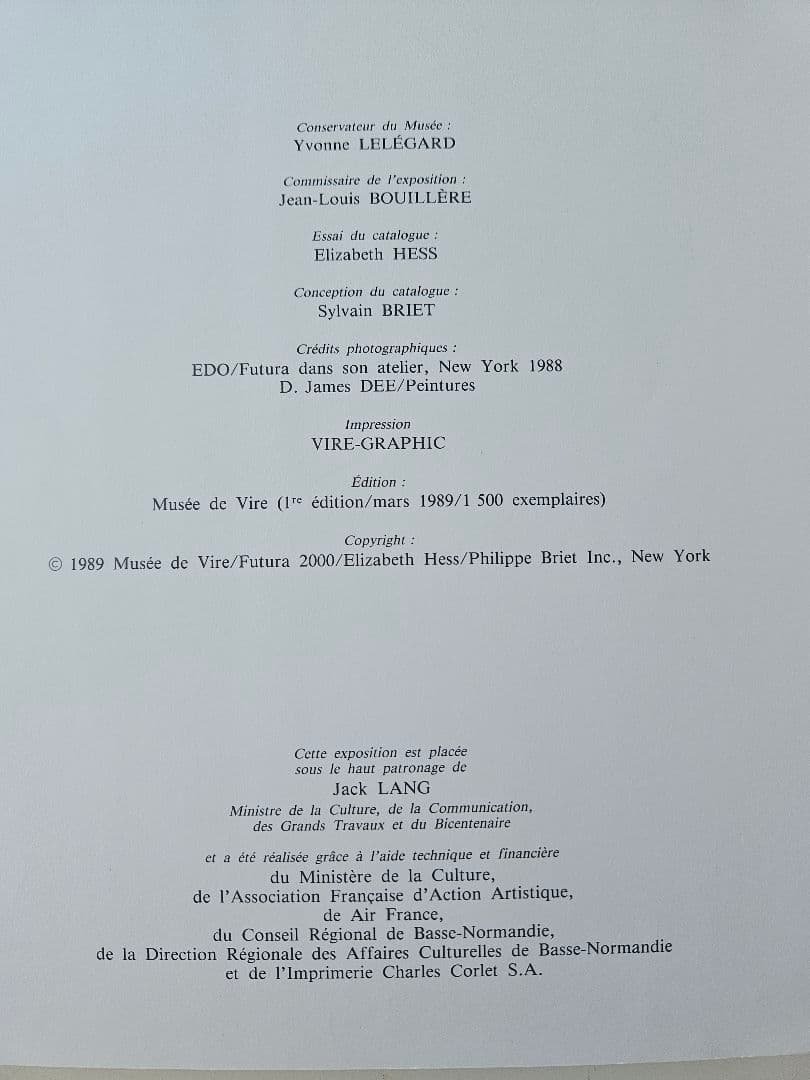 Conservateur du Musée :
Yvonne LELÉGARD
Commissaire de l'exposition :
Jean-Louis BOUILLÈRE
Essai du catalogue :
Elizabeth HESS
Conception du catalogue :
Sylvain BRIET
Crédits photographiques :
EDO/Futura dans son atelier, New York 1988
D. James DEE/Peintures
Impression
VIRE-GRAPHIC
Édition :
Musée de Vire (1re édition/mars 1989/1 500 exemplaires)
Copyright :
© 1989 Musée de Vire/Futura 2000/Elizabeth Hess/Philippe Briet Inc., New York
Cette exposition est placée
sous le haut patronage de
Jack LANG
Ministre de la Culture, de la Communication,
des Grands Travaux et du Bicentenaire
et a été réalisée grâce à l'aide technique et financière
du Ministère de la Culture,
de l'Association Française d'Action Artistique,
de Air France,
du Conseil Régional de Basse-Normandie,
de la Direction Régionale des Affaires Culturelles de Basse-Normandie
et de l'Imprimerie Charles Corlet S.A.